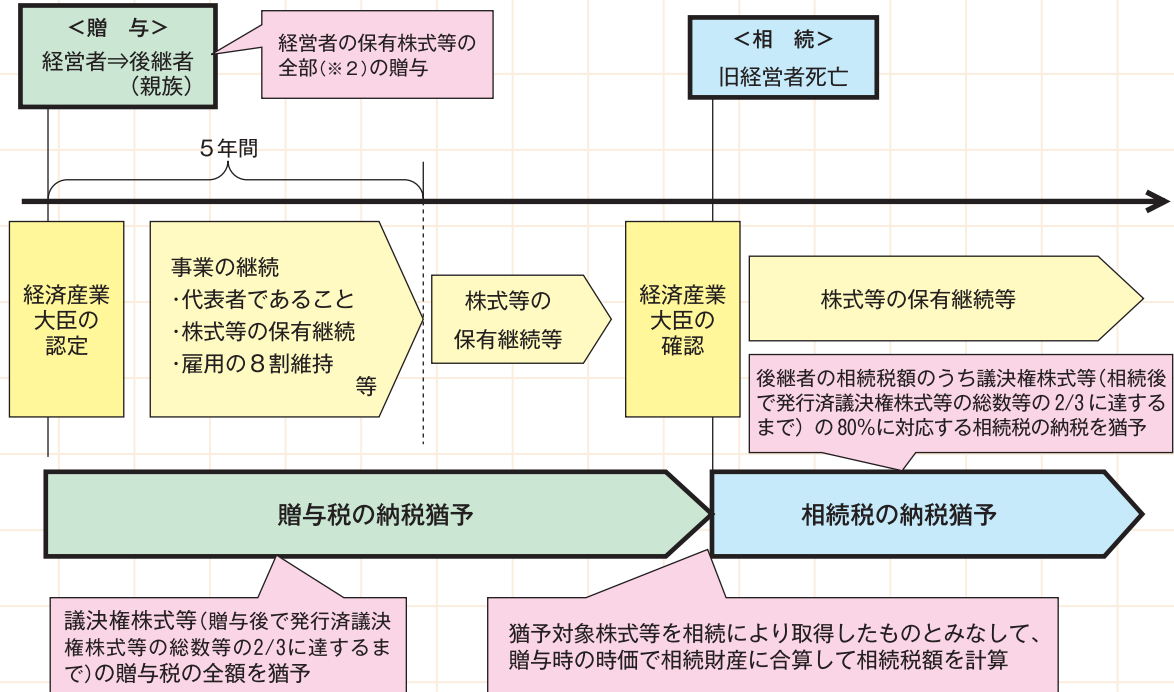 ＜贈　与＞
経営者⇒後継者
（親族）
経営者の保有株式等の
全部（※２）の贈与
＜相　続＞
旧経営者死亡
５年間
経済産業
大臣の
認定
事業の継続
・代表者であること
・株式等の保有継続
・雇用の８割維持
等
株式等の
保有継続等
経済産業
大臣の
確認
株式等の保有継続等
後継者の相続税額のうち議決権株式等（相続後
で発行済議決権株式等の総数等の2/3に達する
まで）の80％に対応する相続税の納税を猶予
贈与税の納税猶予
相続税の納税猶予
議決権株式等（贈与後で発行済議決
権株式等の総数等の2/3に達するま
で）の贈与税の全額を猶予
猶予対象株式等を相続により取得したものとみなして、
贈与時の時価で相続財産に合算して相続税額を計算